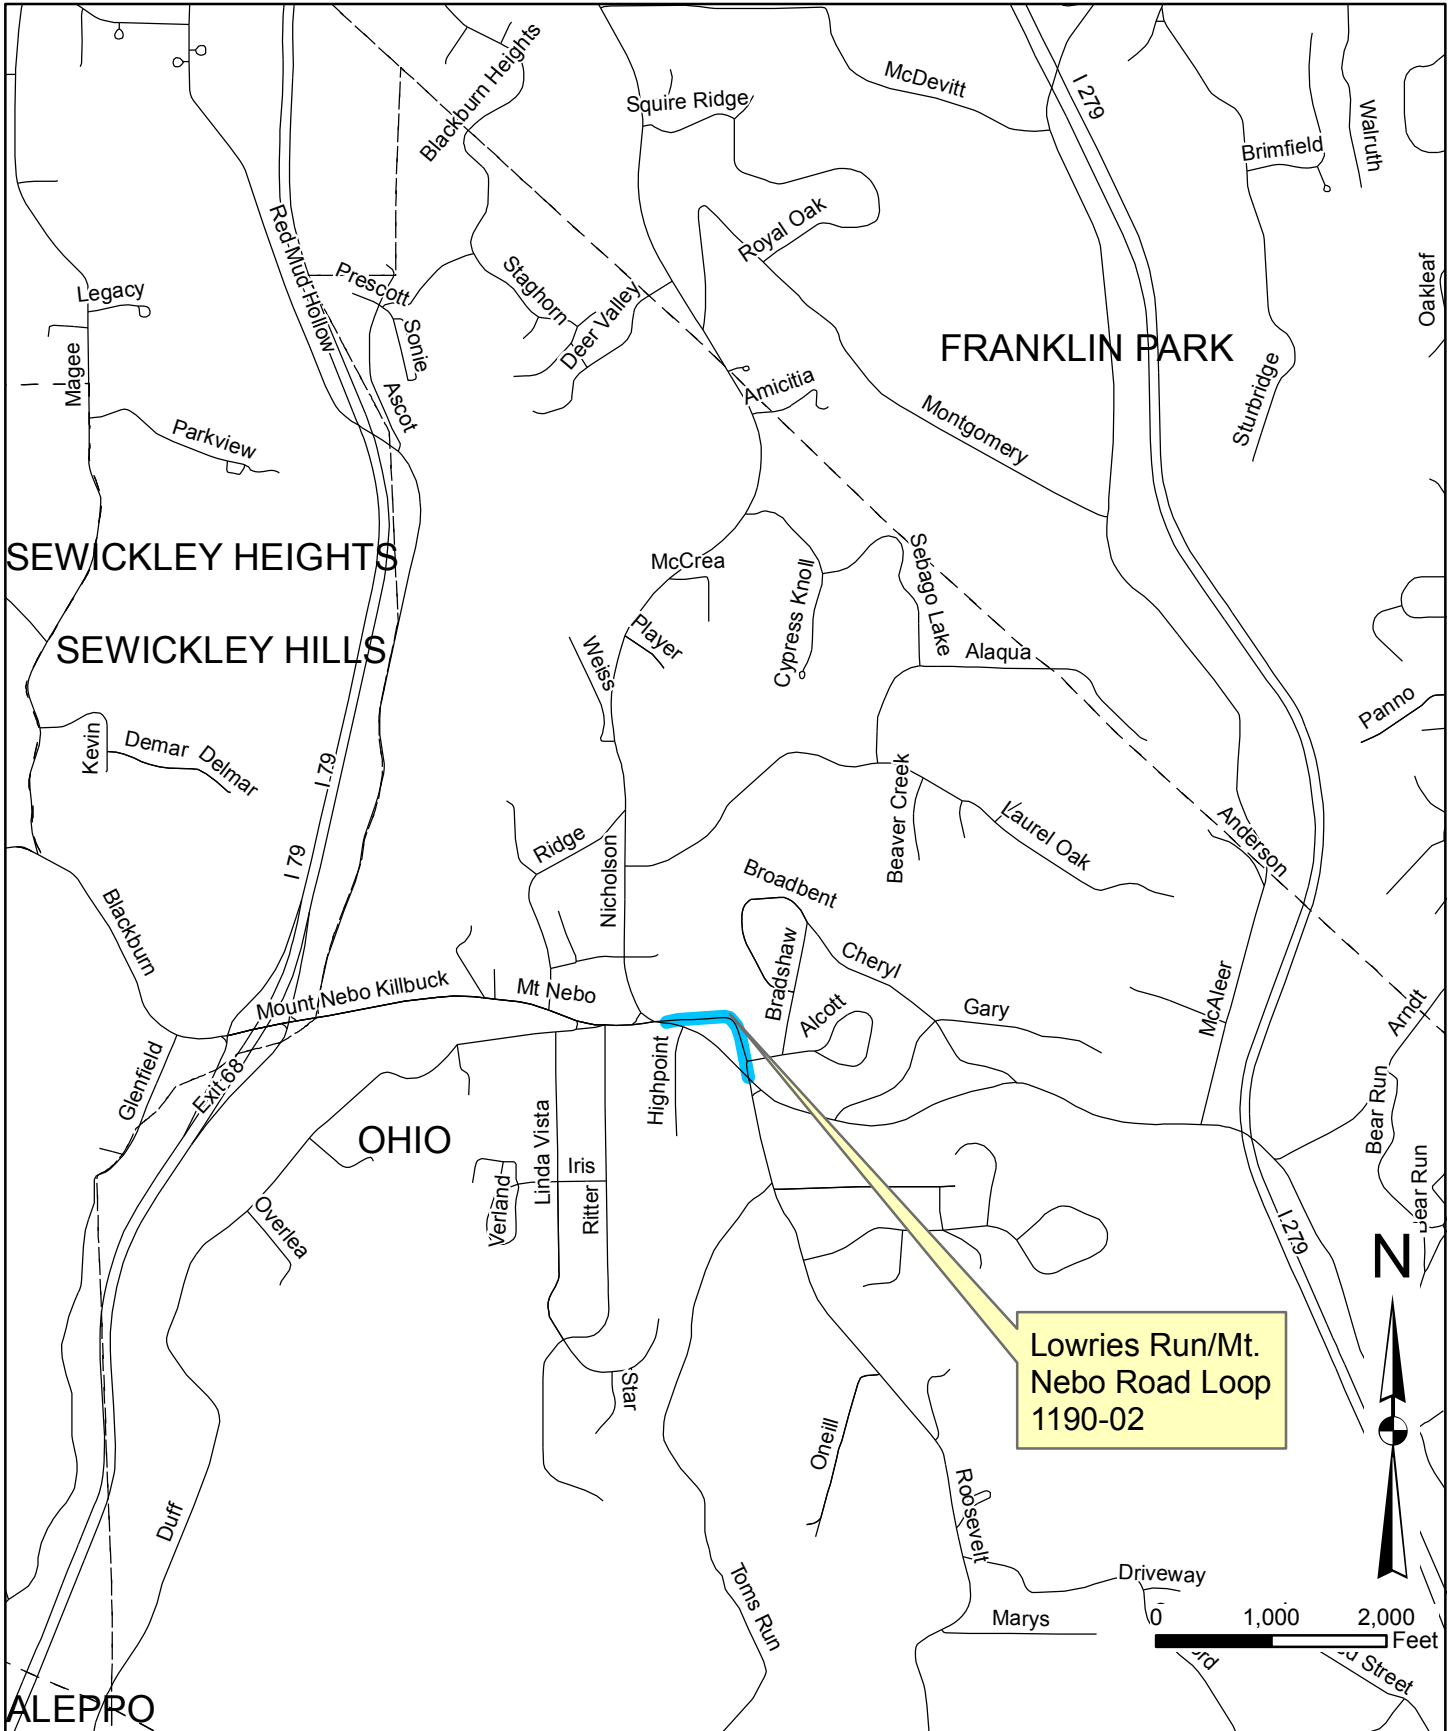 Blackburn Heights
McDevitt
I 279
Squire Ridge
Walruth
Brimfield
Royal Oak
Red Mud Hollow
Prescott
Staghorn
Deer Valley
Oakleaf
Legacy
Sonie
Magee
FRANKLIN PARK
Ascot
Amicitia
Sturbridge
Montgomery
Parkview
SEWICKLEY HEIGHTS
McCrea
Sebago Lake
Cypress Knoll
SEWICKLEY HILLS
Weiss
Player
Alaqua
Panno
Kevin
Demar
Delmar
I 79
Beaver Creek
Laurel Oak
Anderson
I 79
Ridge
Nicholson
Broadbent
Blackburn
Bradshaw
Cheryl
Mount Nebo Killbuck
Mt Nebo
Alcott
Gary
McAleer
Arndt
Glenfield
Exit 68
Highpoint
Bear Run
OHIO
Linda Vista
Iris
Verland
Ritter
Bear Run
Overlea
I 279
N
Lowries Run/Mt.
Nebo Road Loop
1190-02
Star
Oneill
Duff
Roosevelt
Toms Run
Driveway
Marys
0 1,000 2,000
Feet
Street
ALEPPO